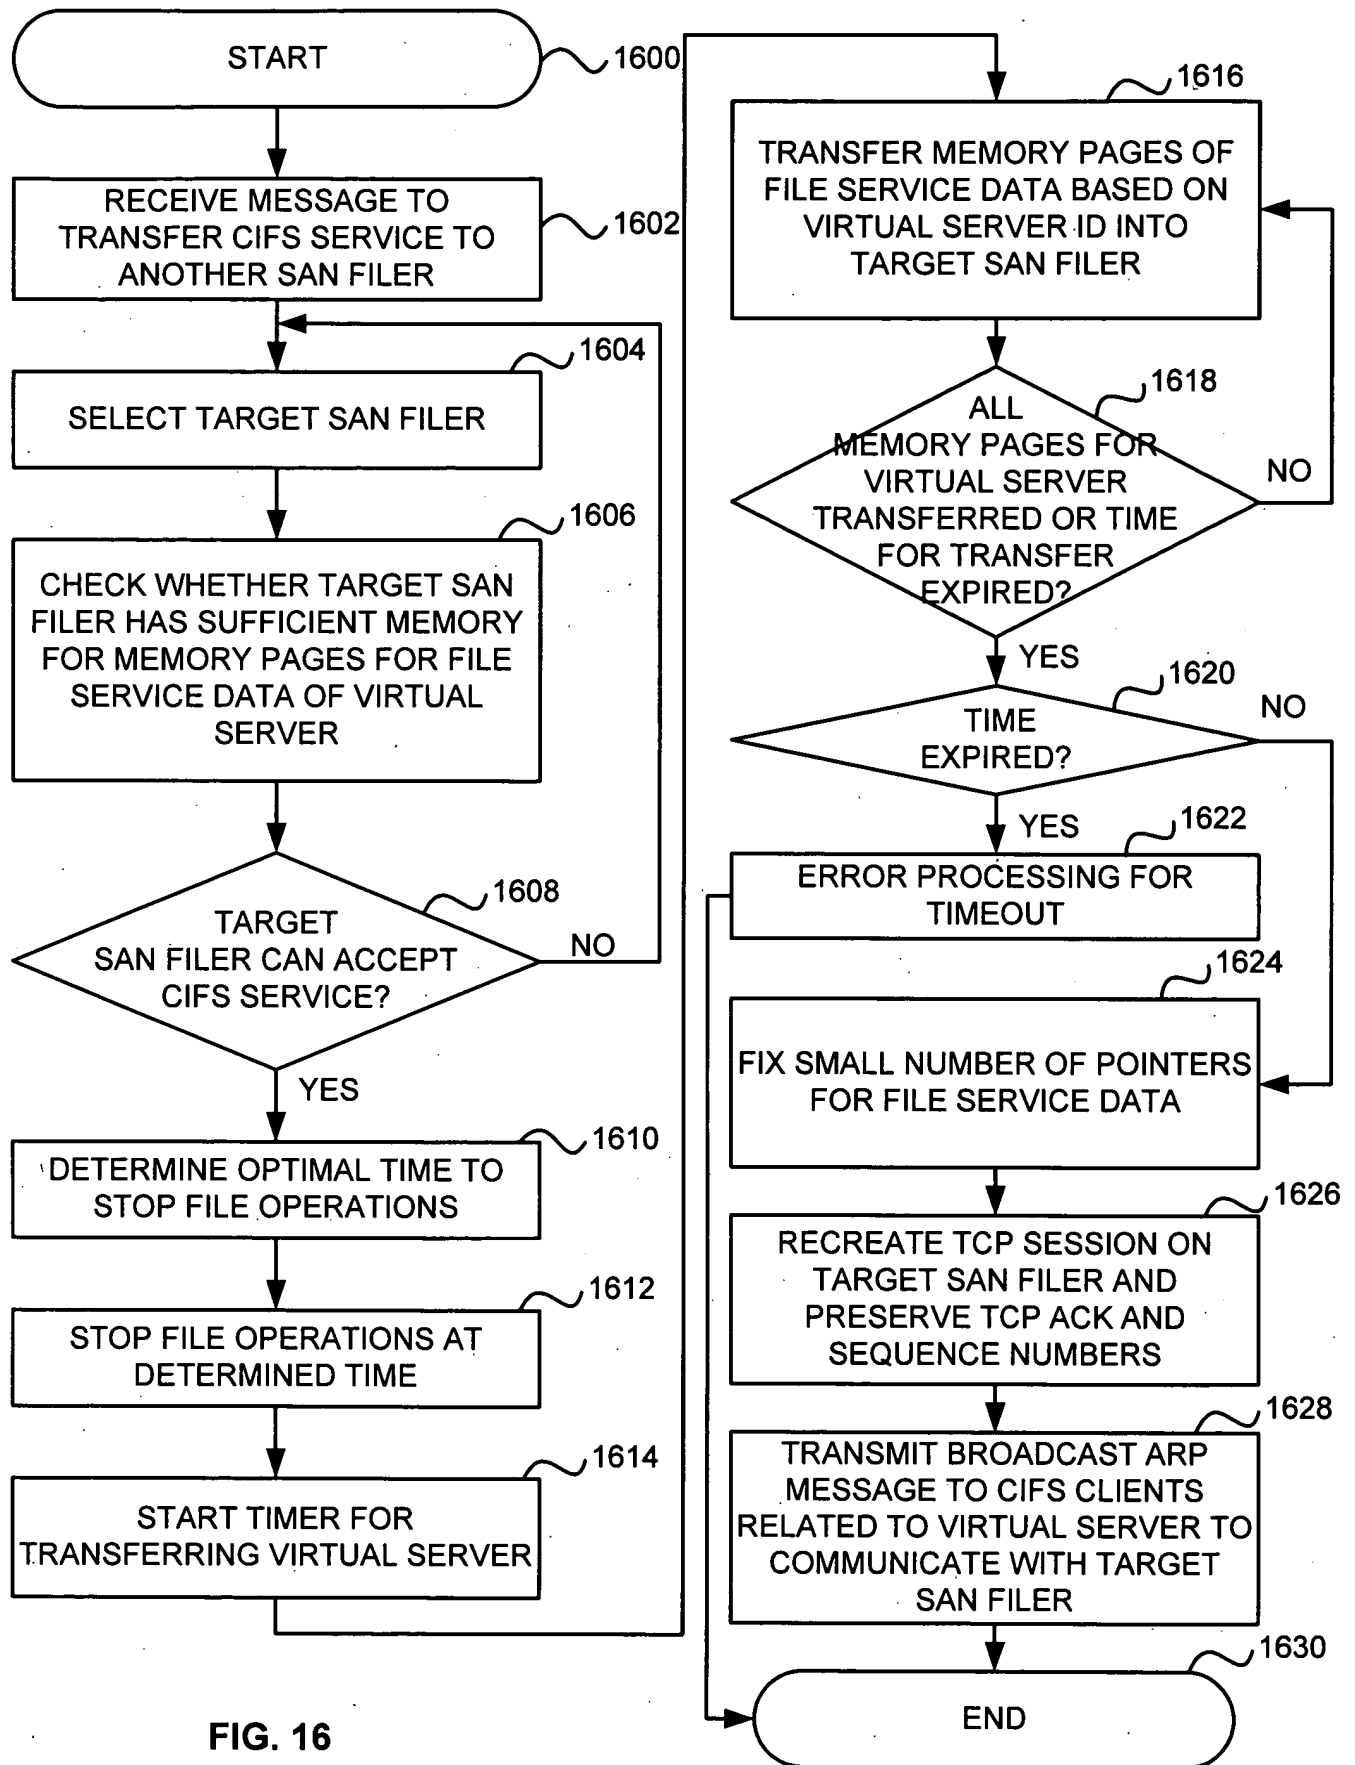 START
1600
RECEIVE MESSAGE TO
TRANSFER CIFS SERVICE TO
ANOTHER SAN FILER
1602
1604
SELECT TARGET SAN FILER
1606
CHECK WHETHER TARGET SAN
FILER HAS SUFFICIENT MEMORY
FOR MEMORY PAGES FOR FILE
SERVICE DATA OF VIRTUAL
SERVER
1608
TARGET
SAN FILER CAN ACCEPT
CIFS SERVICE?
NO
YES
1610
DETERMINE OPTIMAL TIME TO
STOP FILE OPERATIONS
1612
STOP FILE OPERATIONS AT
DETERMINED TIME
1614
START TIMER FOR
TRANSFERRING VIRTUAL SERVER
1616
TRANSFER MEMORY PAGES OF
FILE SERVICE DATA BASED ON
VIRTUAL SERVER ID INTO
TARGET SAN FILER
1618
ALL
MEMORY PAGES FOR
VIRTUAL SERVER
TRANSFERRED OR TIME
FOR TRANSFER
EXPIRED?
NO
YES
1620
TIME
EXPIRED?
NO
YES
1622
ERROR PROCESSING FOR
TIMEOUT
1624
FIX SMALL NUMBER OF POINTERS
FOR FILE SERVICE DATA
1626
RECREATE TCP SESSION ON
TARGET SAN FILER AND
PRESERVE TCP ACK AND
SEQUENCE NUMBERS
1628
TRANSMIT BROADCAST ARP
MESSAGE TO CIFS CLIENTS
RELATED TO VIRTUAL SERVER TO
COMMUNICATE WITH TARGET
SAN FILER
1630
END
FIG. 16